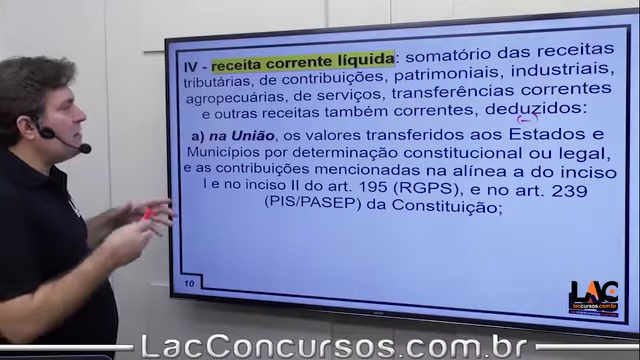 IV - receita corrente líquida: somatório das receitas
tributárias, de contribuições, patrimoniais, industriais,
agropecuárias, de serviços, transferências correntes
e outras receitas também correntes, deduzidos:
a) na União, os valores transferidos aos Estados e
Municípios por determinação constitucional ou legal,
e as contribuições mencionadas na alínea a do inciso
I e no inciso II do art. 195 (RGPS), e no art. 239
(PIS/PASEP) da Constituição;
10
LAC
laccursos.com.br
LacConcursos.com.br